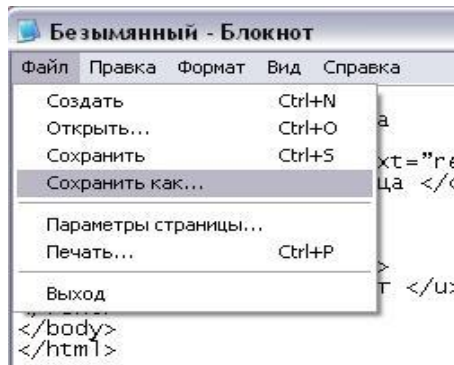 Безымянный - Блокнот
Файл Правка Формат Вид Справка
Создать Ctrl+N
Открыть... Ctrl+O
Сохранить Ctrl+S
Сохранить как...
Параметры страницы...
Печать... Ctrl+P
Выход
</body>
</html>